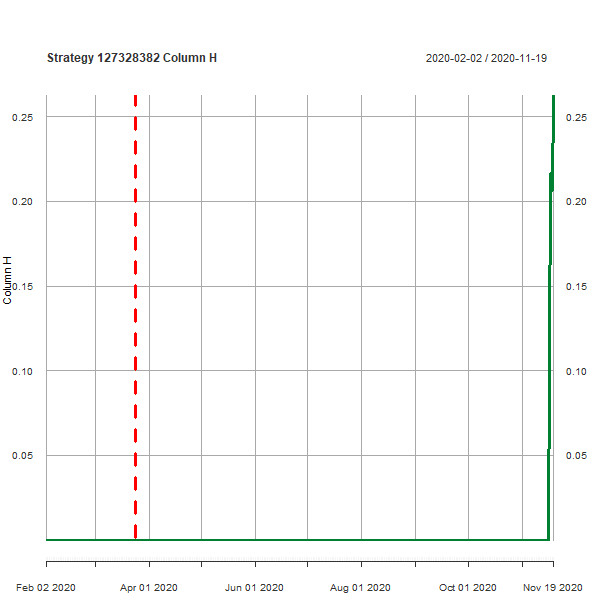 Strategy 127328382 Column H
2020-02-02 / 2020-11-19
0.25
0.25
0.20
0.20
Column H
0.15
0.15
0.10
0.10
0.05
0.05
Feb 02 2020
Apr 01 2020
Jun 01 2020
Aug 01 2020
Oct 01 2020
Nov 19 2020